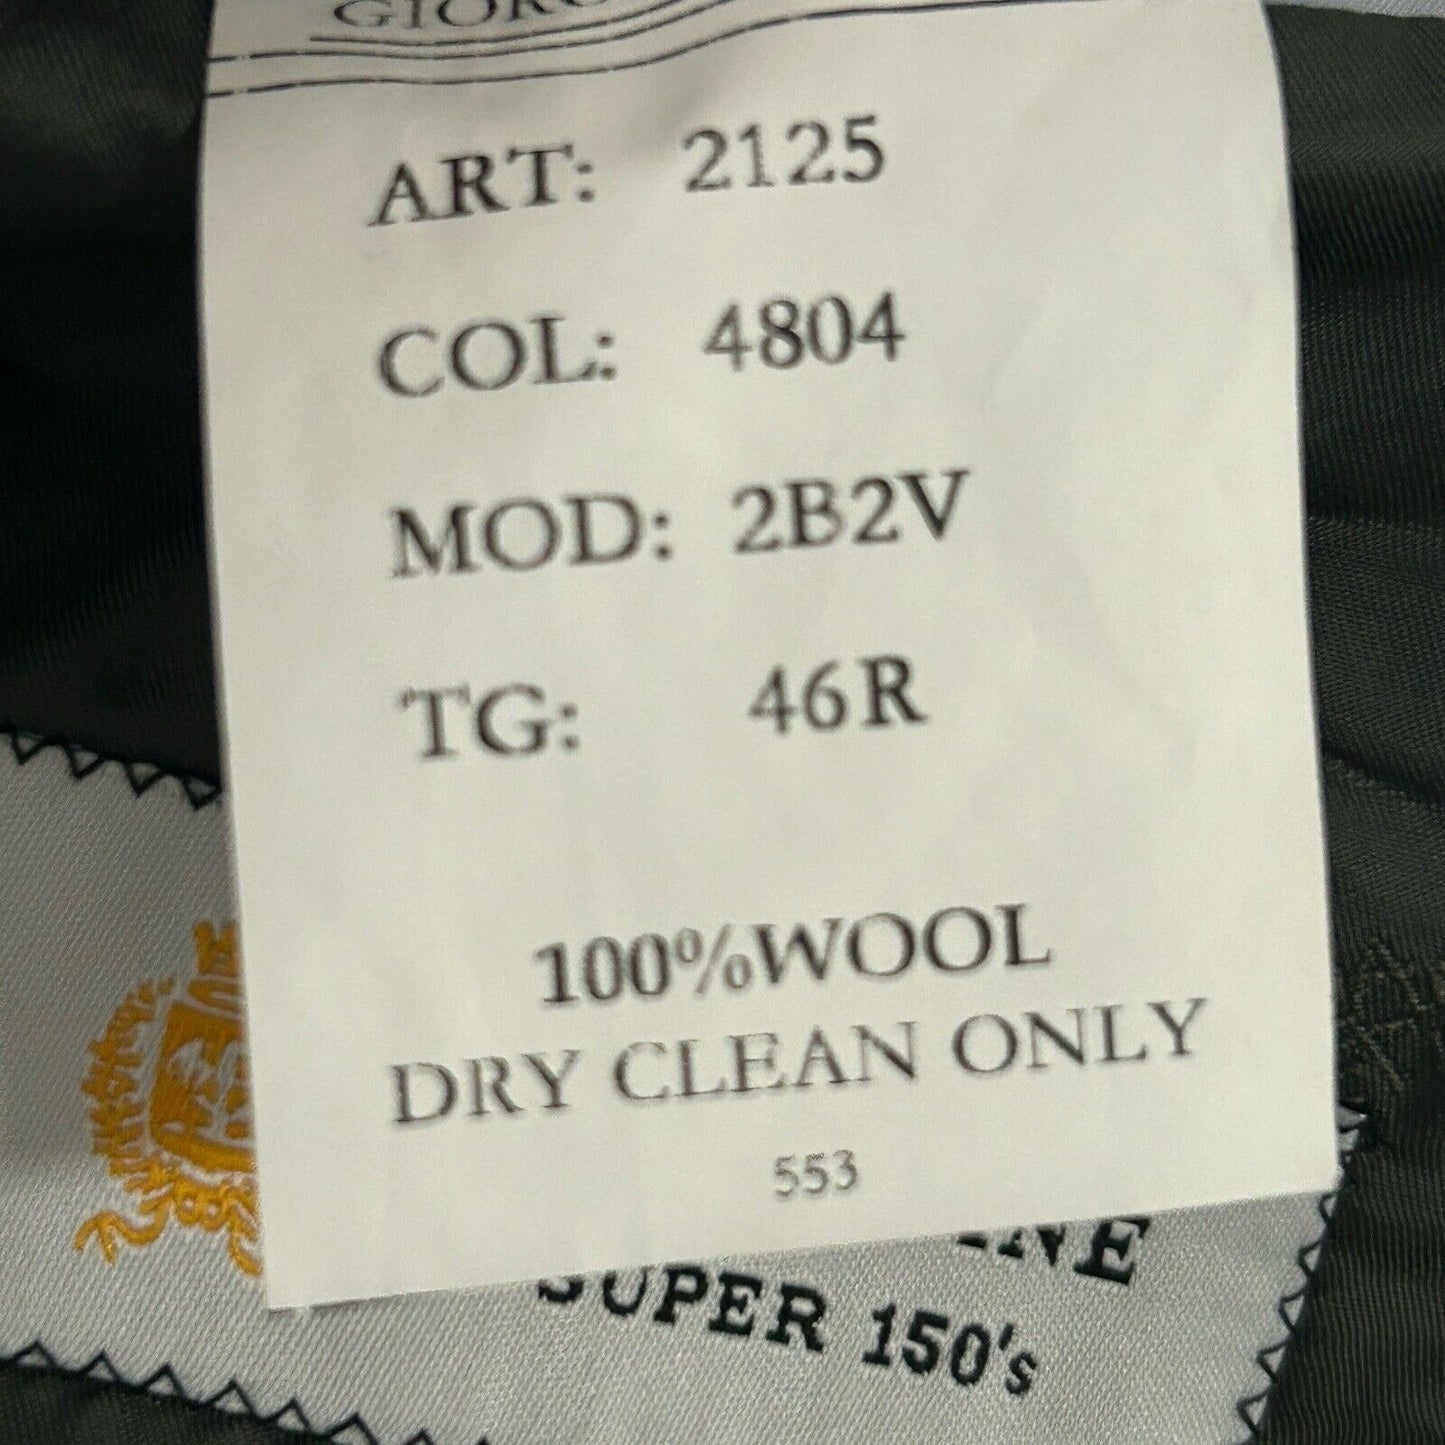 ART: 2125
COL: 4804
MOD: 2B2V
TG: 46R
100%WOOL
DRY CLEAN ONLY
553
SUPER 150's